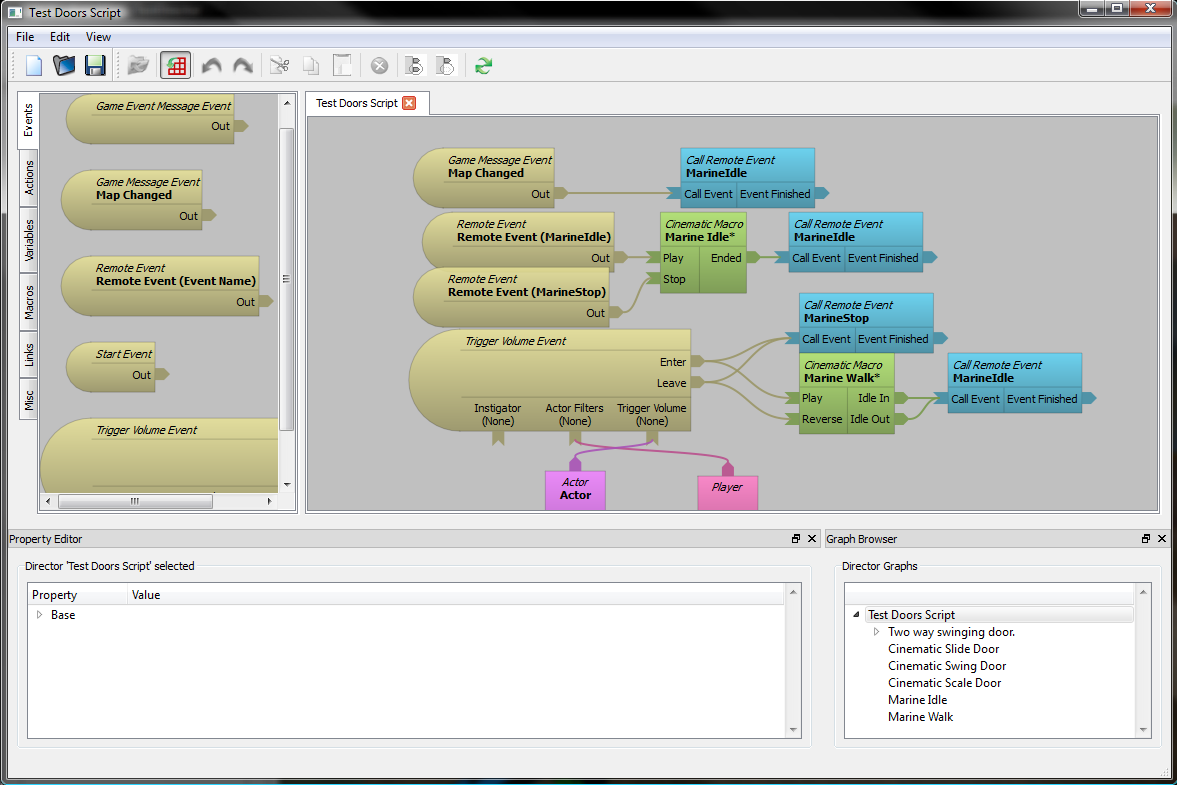 Test Doors Script
File Edit View
Events
Actions
Variables
Macros
Links
Misc
Game Event Message Event
Out
Game Message Event
Map Changed
Out
Remote Event
Remote Event (Event Name)
Out
Start Event
Out
Trigger Volume Event
Test Doors Script
Game Message Event
Map Changed
Out
Call Remote Event
MarineIdle
Call Event Event Finished
Remote Event
Remote Event (MarineIdle)
Out
Cinematic Macro
Marine Idle*
Play Ended
Stop
Call Remote Event
MarineIdle
Call Event Event Finished
Remote Event
Remote Event (MarineStop)
Out
Call Remote Event
MarineStop
Call Event Event Finished
Trigger Volume Event
Enter
Leave
Instigator Actor Filters Trigger Volume
(None) (None) (None)
Cinematic Macro
Marine Walk*
Play Idle In
Reverse Idle Out
Call Remote Event
MarineIdle
Call Event Event Finished
Actor
Actor
Player
Property Editor
Director 'Test Doors Script' selected
Property Value
Base
Graph Browser
Director Graphs
Test Doors Script
Two way swinging door.
Cinematic Slide Door
Cinematic Swing Door
Cinematic Scale Door
Marine Idle
Marine Walk